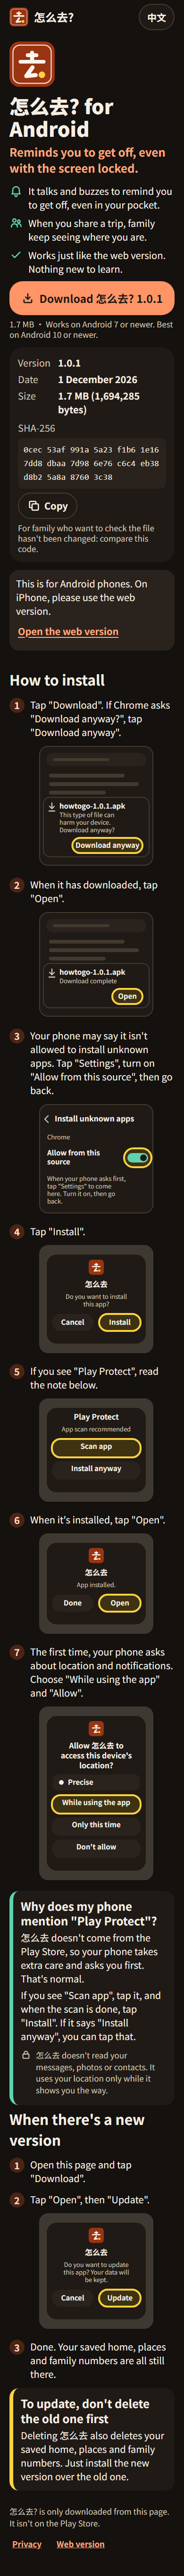 怎么去?
中文
去
怎么去? for
Android
Reminds you to get off, even
with the screen locked.
It talks and buzzes to remind you
to get off, even in your pocket.
When you share a trip, family
keep seeing where you are.
Works just like the web version.
Nothing new to learn.
Download 怎么去? 1.0.1
1.7 MB · Works on Android 7 or newer. Best
on Android 10 or newer.
Version 1.0.1
Date 1 December 2026
Size 1.7 MB (1,694,285
bytes)
SHA-256
0cec 53af 991a 5a23 f1b6 1e16
7dd8 dbaa 7d98 6e76 c6c4 eb38
d8b2 5a8a 8760 3c38
Copy
For family who want to check the file
hasn't been changed: compare this
code.
This is for Android phones. On
iPhone, please use the web
version.
Open the web version
How to install
1 Tap "Download". If Chrome asks
"Download anyway?", tap
"Download anyway".
howtogo-1.0.1.apk
This type of file can
harm your device.
Download anyway?
Download anyway
2 When it has downloaded, tap
"Open".
howtogo-1.0.1.apk
Download complete
Open
3 Your phone may say it isn't
allowed to install unknown
apps. Tap "Settings", turn on
"Allow from this source", then go
back.
Install unknown apps
Chrome
Allow from this
source
When your phone asks first,
tap "Settings" to come
here. Turn it on, then go
back.
4 Tap "Install".
去
怎么去
Do you want to install
this app?
Cancel Install
5 If you see "Play Protect", read
the note below.
Play Protect
App scan recommended
Scan app
Install anyway
6 When it's installed, tap "Open".
去
怎么去
App installed.
Done Open
7 The first time, your phone asks
about location and notifications.
Choose "While using the app"
and "Allow".
去
Allow 怎么去 to
access this device's
location?
Precise
While using the app
Only this time
Don't allow
Why does my phone
mention "Play Protect"?
怎么去 doesn't come from the
Play Store, so your phone takes
extra care and asks you first.
That's normal.
If you see "Scan app", tap it, and
when the scan is done, tap
"Install". If it says "Install
anyway", you can tap that.
怎么去 doesn't read your
messages, photos or contacts. It
uses your location only while it
shows you the way.
When there's a new
version
1 Open this page and tap
"Download".
2 Tap "Open", then "Update".
去
怎么去
Do you want to update
this app? Your data will
be kept.
Cancel Update
3 Done. Your saved home, places
and family numbers are all still
there.
To update, don't delete
the old one first
Deleting 怎么去 also deletes your
saved home, places and family
numbers. Just install the new
version over the old one.
怎么去? is only downloaded from this page.
It isn't on the Play Store.
Privacy Web version